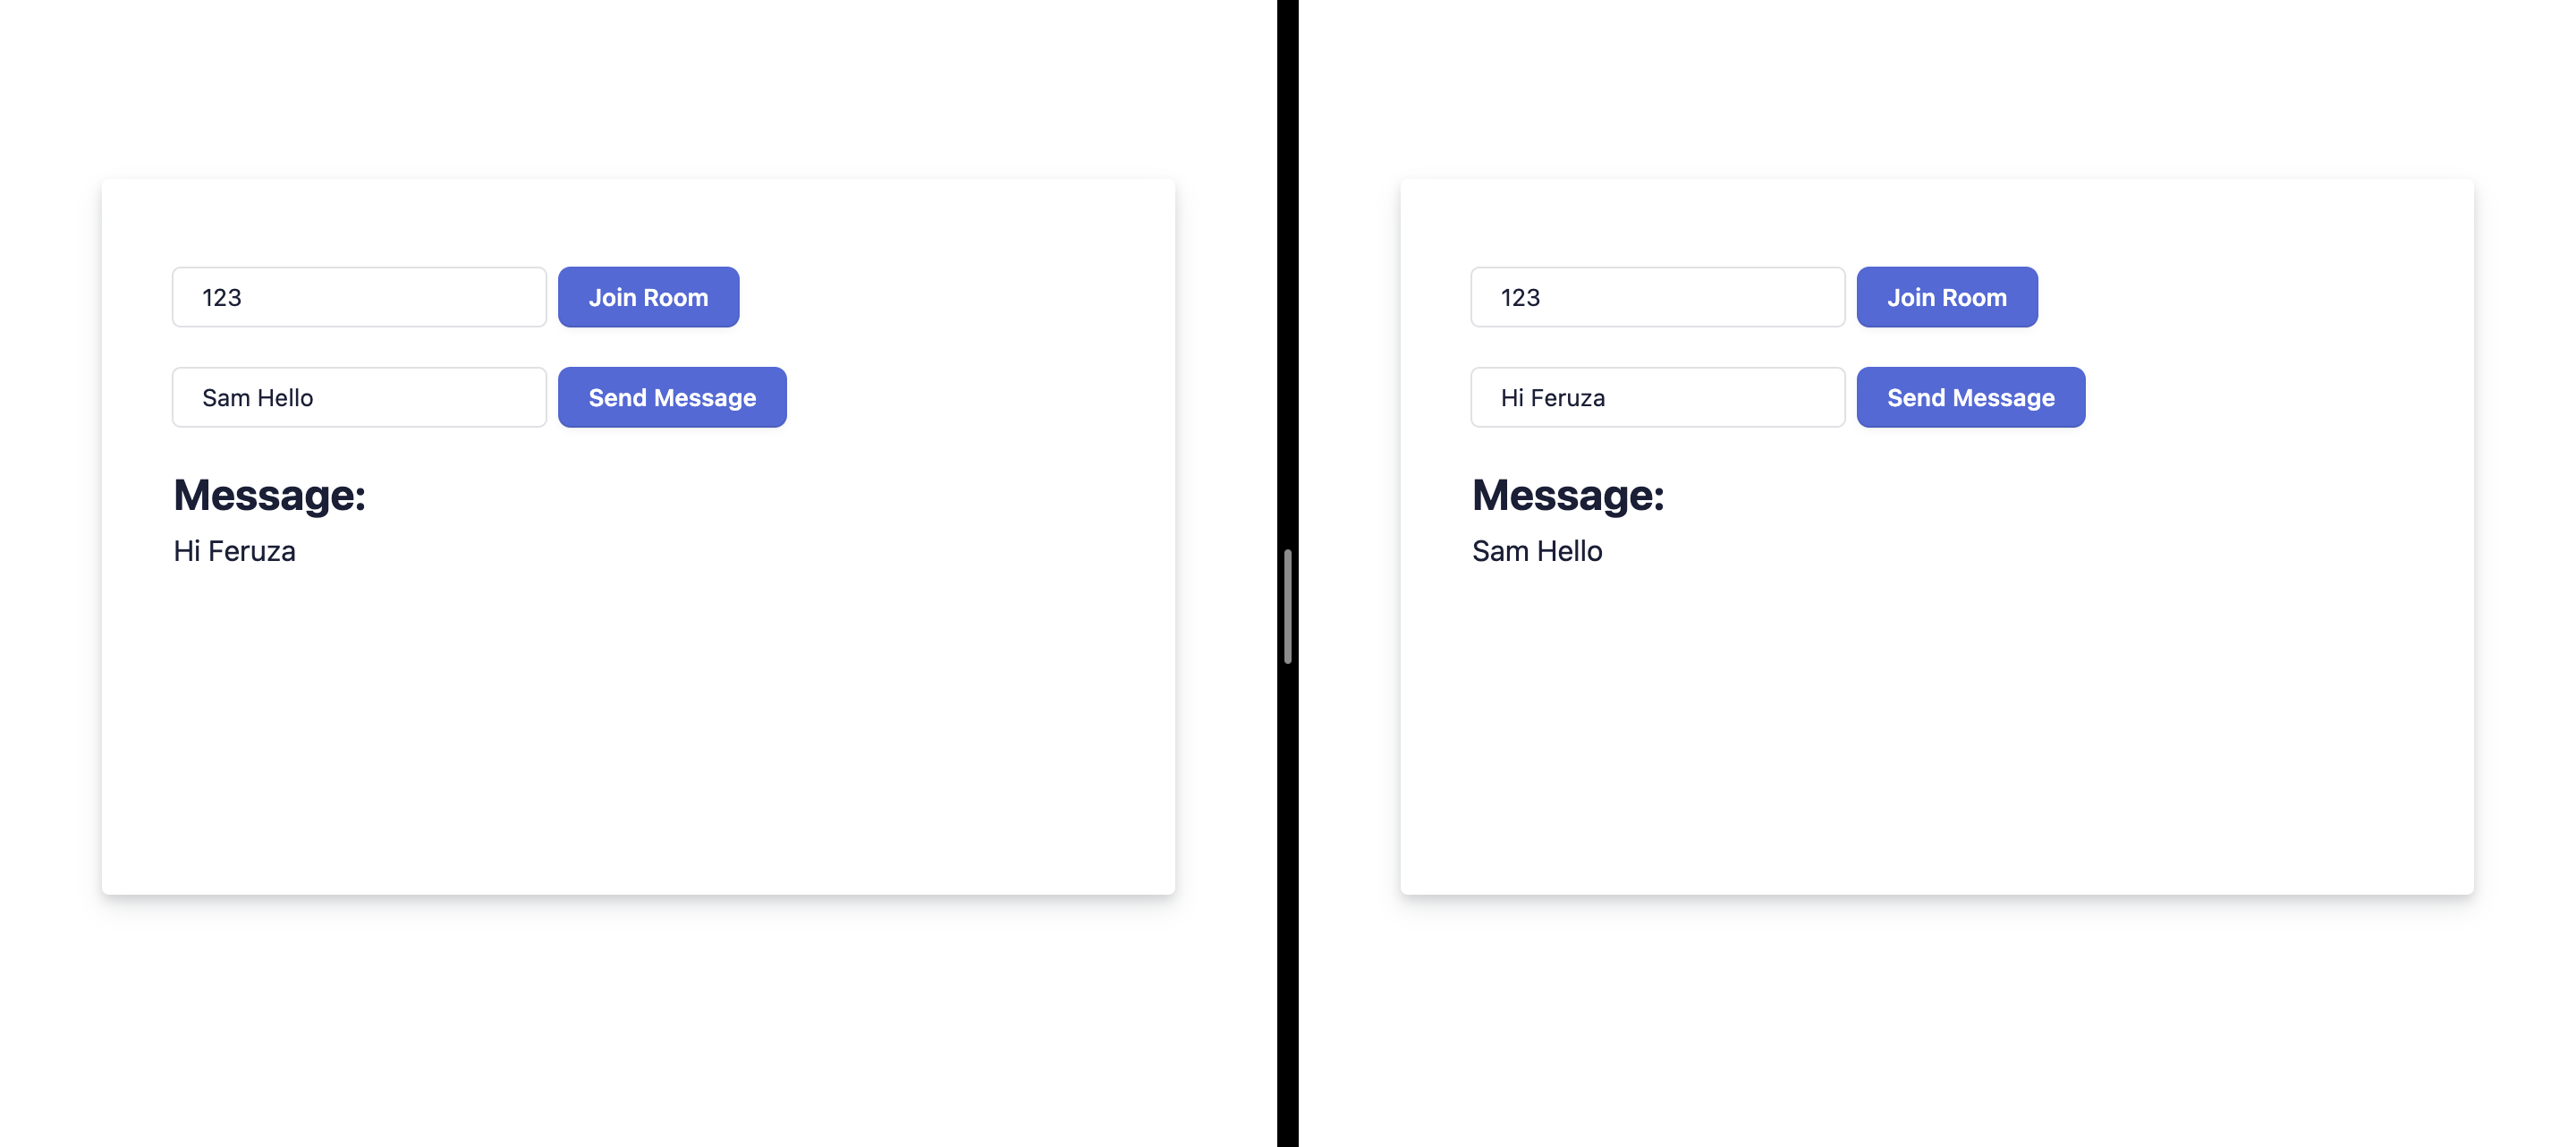 123
Join Room
Sam Hello
Send Message
Message:
Hi Feruza
123
Join Room
Hi Feruza
Send Message
Message:
Sam Hello